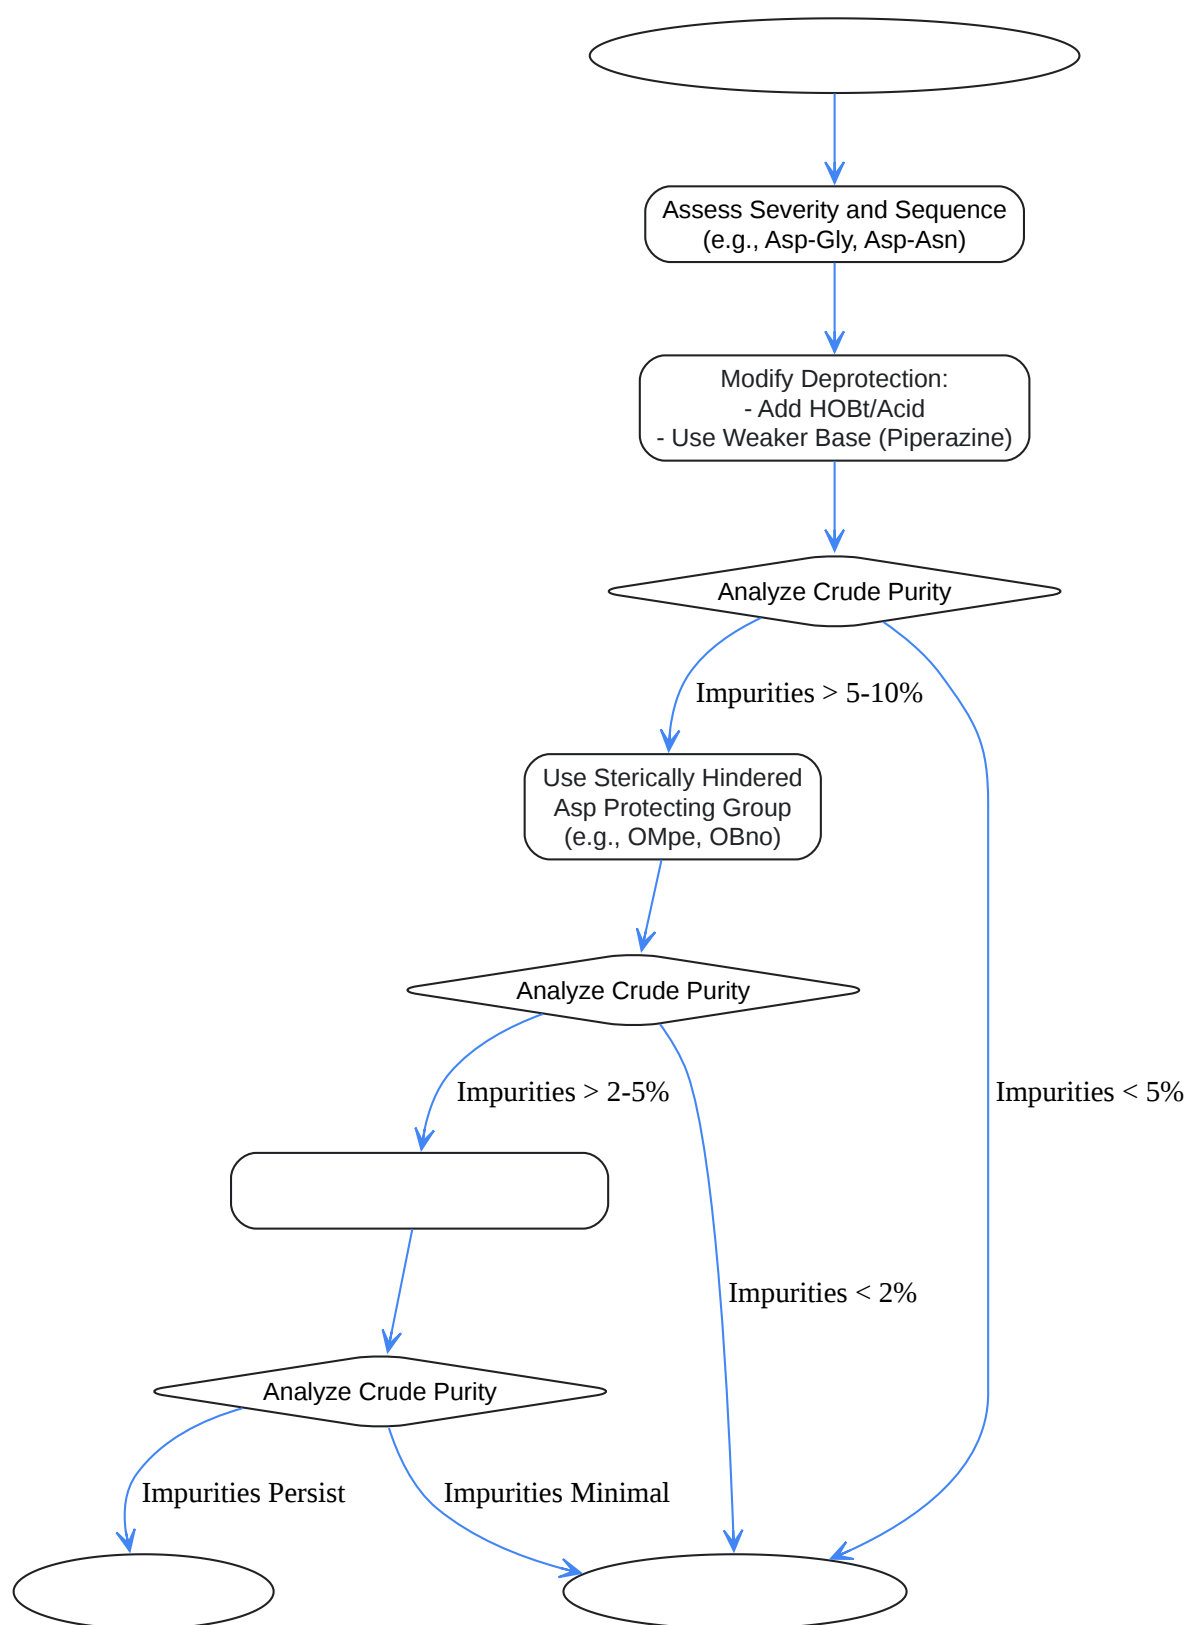 Assess Severity and Sequence
(e.g., Asp-Gly, Asp-Asn)
Modify Deprotection:
- Add HOBt/Acid
- Use Weaker Base (Piperazine)
Analyze Crude Purity
Impurities > 5-10%
Use Sterically Hindered
Asp Protecting Group
(e.g., OMpe, OBno)
Analyze Crude Purity
Impurities > 2-5%
Impurities < 5%
Impurities < 2%
Analyze Crude Purity
Impurities Persist
Impurities Minimal